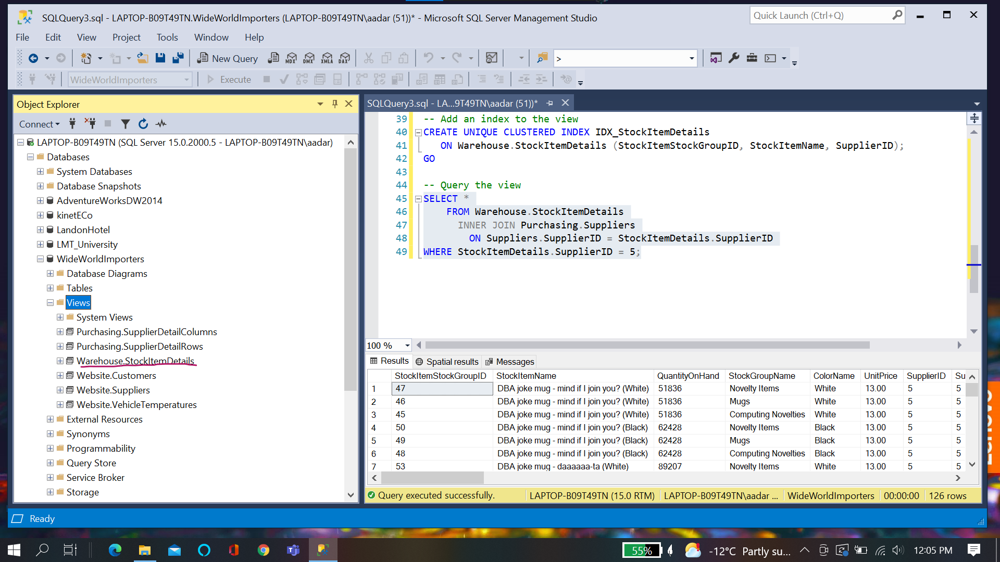 SQLQuery3.sql - LAPTOP-B09T49TN.WideWorldImporters (LAPTOP-B09T49TN\aadar (51))* - Microsoft SQL Server Management Studio
Quick Launch (Ctrl+Q)
File Edit View Project Tools Window Help
New Query MDX DMX XMLA DAX >
WideWorldImporters Execute
Object Explorer
Connect
LAPTOP-B09T49TN (SQL Server 15.0.2000.5 - LAPTOP-B09T49TN\aadar)
Databases
System Databases
Database Snapshots
AdventureWorksDW2014
kinetECo
LandonHotel
LMT_University
WideWorldImporters
Database Diagrams
Tables
Views
System Views
Purchasing.SupplierDetailColumns
Purchasing.SupplierDetailRows
Warehouse.StockItemDetails
Website.Customers
Website.Suppliers
Website.VehicleTemperatures
External Resources
Synonyms
Programmability
Query Store
Service Broker
Storage
SQLQuery3.sql - LA...9T49TN\aadar (51))*
39 -- Add an index to the view
40 CREATE UNIQUE CLUSTERED INDEX IDX_StockItemDetails
41 ON Warehouse.StockItemDetails (StockItemStockGroupID, StockItemName, SupplierID);
42 GO
43
44 -- Query the view
45 SELECT *
46 FROM Warehouse.StockItemDetails
47 INNER JOIN Purchasing.Suppliers
48 ON Suppliers.SupplierID = StockItemDetails.SupplierID
49 WHERE StockItemDetails.SupplierID = 5;
100 %
Results Spatial results Messages
StockItemStockGroupID StockItemName QuantityOnHand StockGroupName ColorName UnitPrice SupplierID Su
1 47 DBA joke mug - mind if I join you? (White) 51836 Novelty Items White 13.00 5 5
2 46 DBA joke mug - mind if I join you? (White) 51836 Mugs White 13.00 5 5
3 45 DBA joke mug - mind if I join you? (White) 51836 Computing Novelties White 13.00 5 5
4 50 DBA joke mug - mind if I join you? (Black) 62428 Novelty Items Black 13.00 5 5
5 49 DBA joke mug - mind if I join you? (Black) 62428 Mugs Black 13.00 5 5
6 48 DBA joke mug - mind if I join you? (Black) 62428 Computing Novelties Black 13.00 5 5
7 53 DBA joke mug - daaaaaa-ta (White) 89207 Novelty Items White 13.00 5 5
Query executed successfully. LAPTOP-B09T49TN (15.0 RTM) LAPTOP-B09T49TN\aadar ... WideWorldImporters 00:00:00 126 rows
Ready
Lenovo
55% -12°C Partly su... 12:05 PM